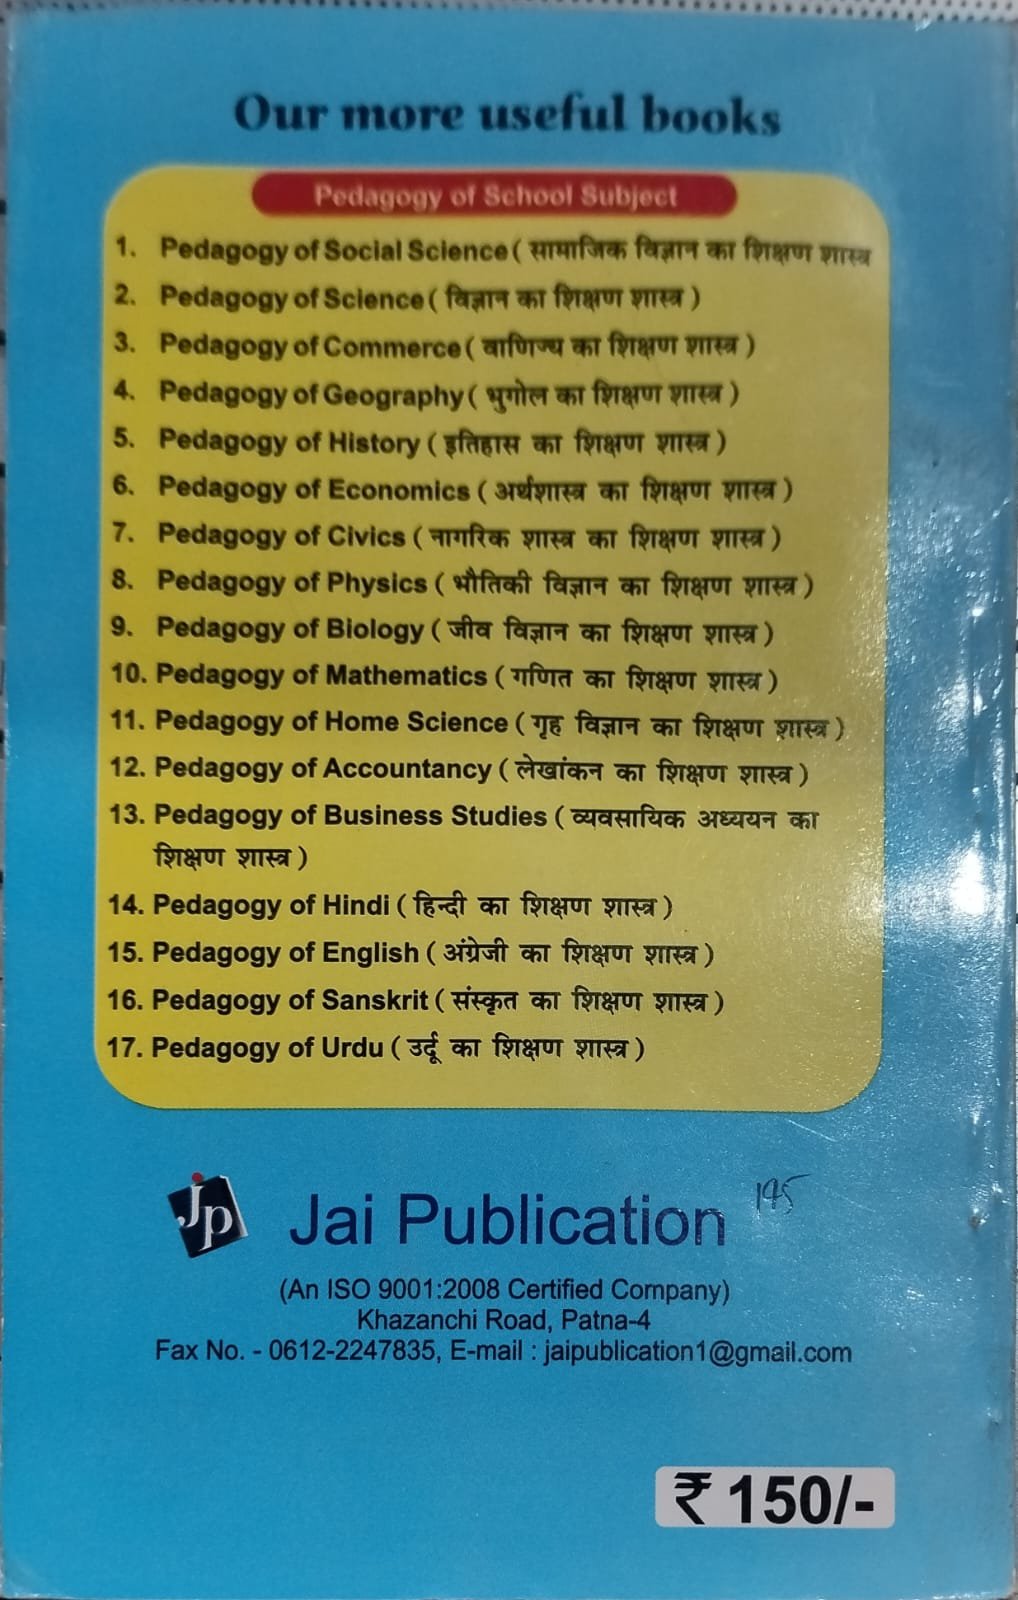 Our more useful books
Pedagogy of School Subject
1. Pedagogy of Social Science ( सामाजिक विज्ञान का शिक्षण शास्त्र
2. Pedagogy of Science ( विज्ञान का शिक्षण शास्त्र )
3. Pedagogy of Commerce ( वाणिज्य का शिक्षण शास्त्र )
4. Pedagogy of Geography ( भुगोल का शिक्षण शास्त्र )
5. Pedagogy of History ( इतिहास का शिक्षण शास्त्र )
6. Pedagogy of Economics ( अर्थशास्त्र का शिक्षण शास्त्र )
7. Pedagogy of Civics ( नागरिक शास्त्र का शिक्षण शास्त्र )
8. Pedagogy of Physics ( भौतिकी विज्ञान का शिक्षण शास्त्र )
9. Pedagogy of Biology ( जीव विज्ञान का शिक्षण शास्त्र )
10. Pedagogy of Mathematics ( गणित का शिक्षण शास्त्र )
11. Pedagogy of Home Science ( गृह विज्ञान का शिक्षण शास्त्र )
12. Pedagogy of Accountancy ( लेखांकन का शिक्षण शास्त्र )
13. Pedagogy of Business Studies ( व्यवसायिक अध्ययन का
शिक्षण शास्त्र )
14. Pedagogy of Hindi ( हिन्दी का शिक्षण शास्त्र )
15. Pedagogy of English ( अंग्रेजी का शिक्षण शास्त्र )
16. Pedagogy of Sanskrit ( संस्कृत का शिक्षण शास्त्र )
17. Pedagogy of Urdu ( उर्दू का शिक्षण शास्त्र )
Jp Jai Publication
(An ISO 9001:2008 Certified Company)
Khazanchi Road, Patna-4
Fax No. - 0612-2247835, E-mail : jaipublication1@gmail.com
₹ 150/-